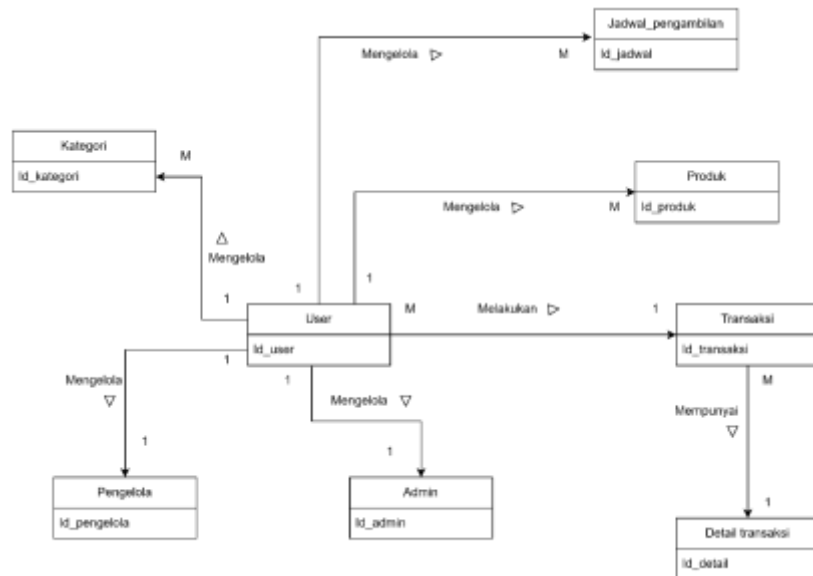 Jadwal_pengambilan
Id_jadwal
Mengelola
M
Kategori
Id_kategori
M
Produk
Id_produk
Mengelola
M
Mengelola
1
1
1
User
Id_user
M
Melakukan
1
Transaksi
Id_transaksi
1
1
Mengelola
Mengelola
M
Mempunyai
1
1
1
Pengelola
Id_pengelola
Admin
Id_admin
Detail transaksi
Id_detail